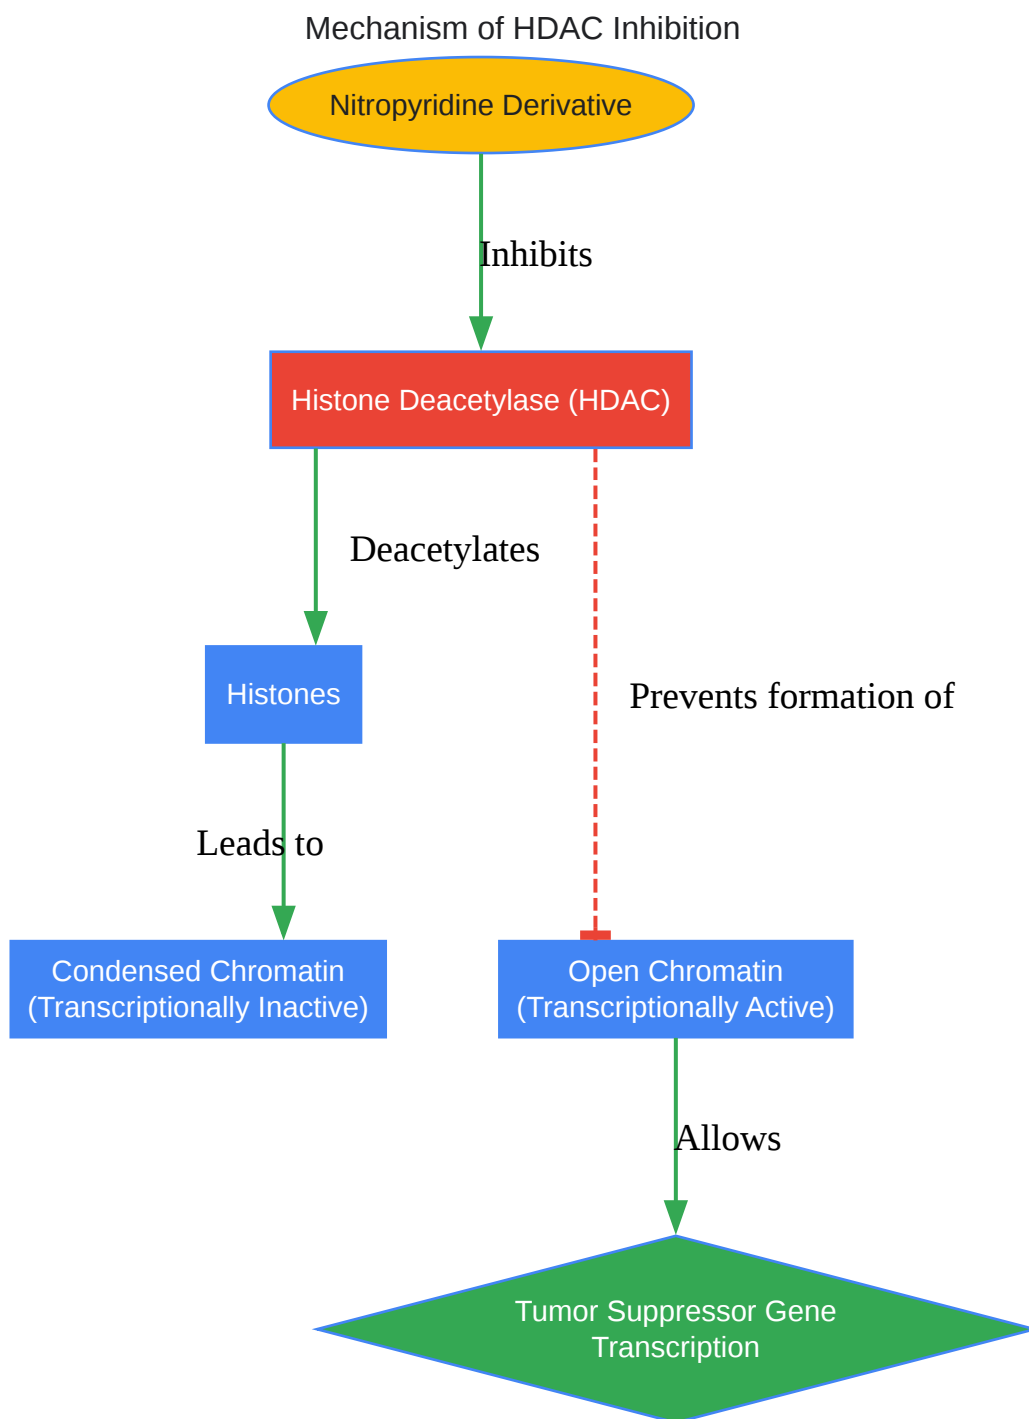 Mechanism of HDAC Inhibition
Nitropyridine Derivative
Inhibits
Histone Deacetylase (HDAC)
Deacetylates
Histones
Prevents formation of
Leads to
Condensed Chromatin
(Transcriptionally Inactive)
Open Chromatin
(Transcriptionally Active)
Allows
Tumor Suppressor Gene
Transcription